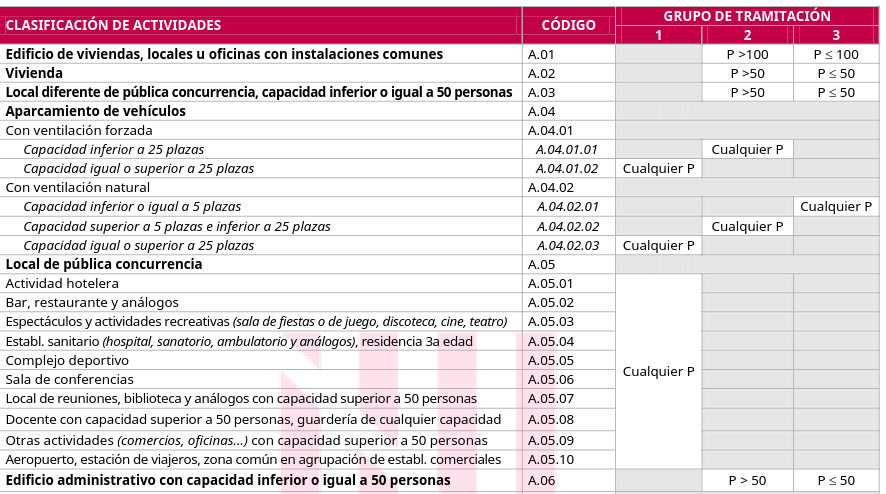 CLASIFICACIÓN DE ACTIVIDADES CÓDIGO GRUPO DE TRAMITACIÓN
1 2 3
Edificio de viviendas, locales u oficinas con instalaciones comunes A.01 P >100 P ≤ 100
Vivienda A.02 P >50 P ≤ 50
Local diferente de pública concurrencia, capacidad inferior o igual a 50 personas A.03 P >50 P ≤ 50
Aparcamiento de vehículos A.04
Con ventilación forzada A.04.01
Capacidad inferior a 25 plazas A.04.01.01 Cualquier P
Capacidad igual o superior a 25 plazas A.04.01.02 Cualquier P
Con ventilación natural A.04.02
Capacidad inferior o igual a 5 plazas A.04.02.01 Cualquier P
Capacidad superior a 5 plazas e inferior a 25 plazas A.04.02.02 Cualquier P
Capacidad igual o superior a 25 plazas A.04.02.03 Cualquier P
Local de pública concurrencia A.05
Actividad hotelera A.05.01
Bar, restaurante y análogos A.05.02
Espectáculos y actividades recreativas (sala de fiestas o de juego, discoteca, cine, teatro) A.05.03
Establ. sanitario (hospital, sanatorio, ambulatorio y análogos), residencia 3a edad A.05.04
Complejo deportivo A.05.05
Cualquier P
Sala de conferencias A.05.06
Local de reuniones, biblioteca y análogos con capacidad superior a 50 personas A.05.07
Docente con capacidad superior a 50 personas, guardería de cualquier capacidad A.05.08
Otras actividades (comercios, oficinas...) con capacidad superior a 50 personas A.05.09
Aeropuerto, estación de viajeros, zona común en agrupación de establ. comerciales A.05.10
Edificio administrativo con capacidad inferior o igual a 50 personas A.06 P > 50 P ≤ 50